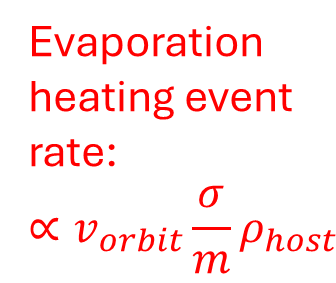 Evaporation
heating event
rate:
∝ v_orbit σ/m ρ_host